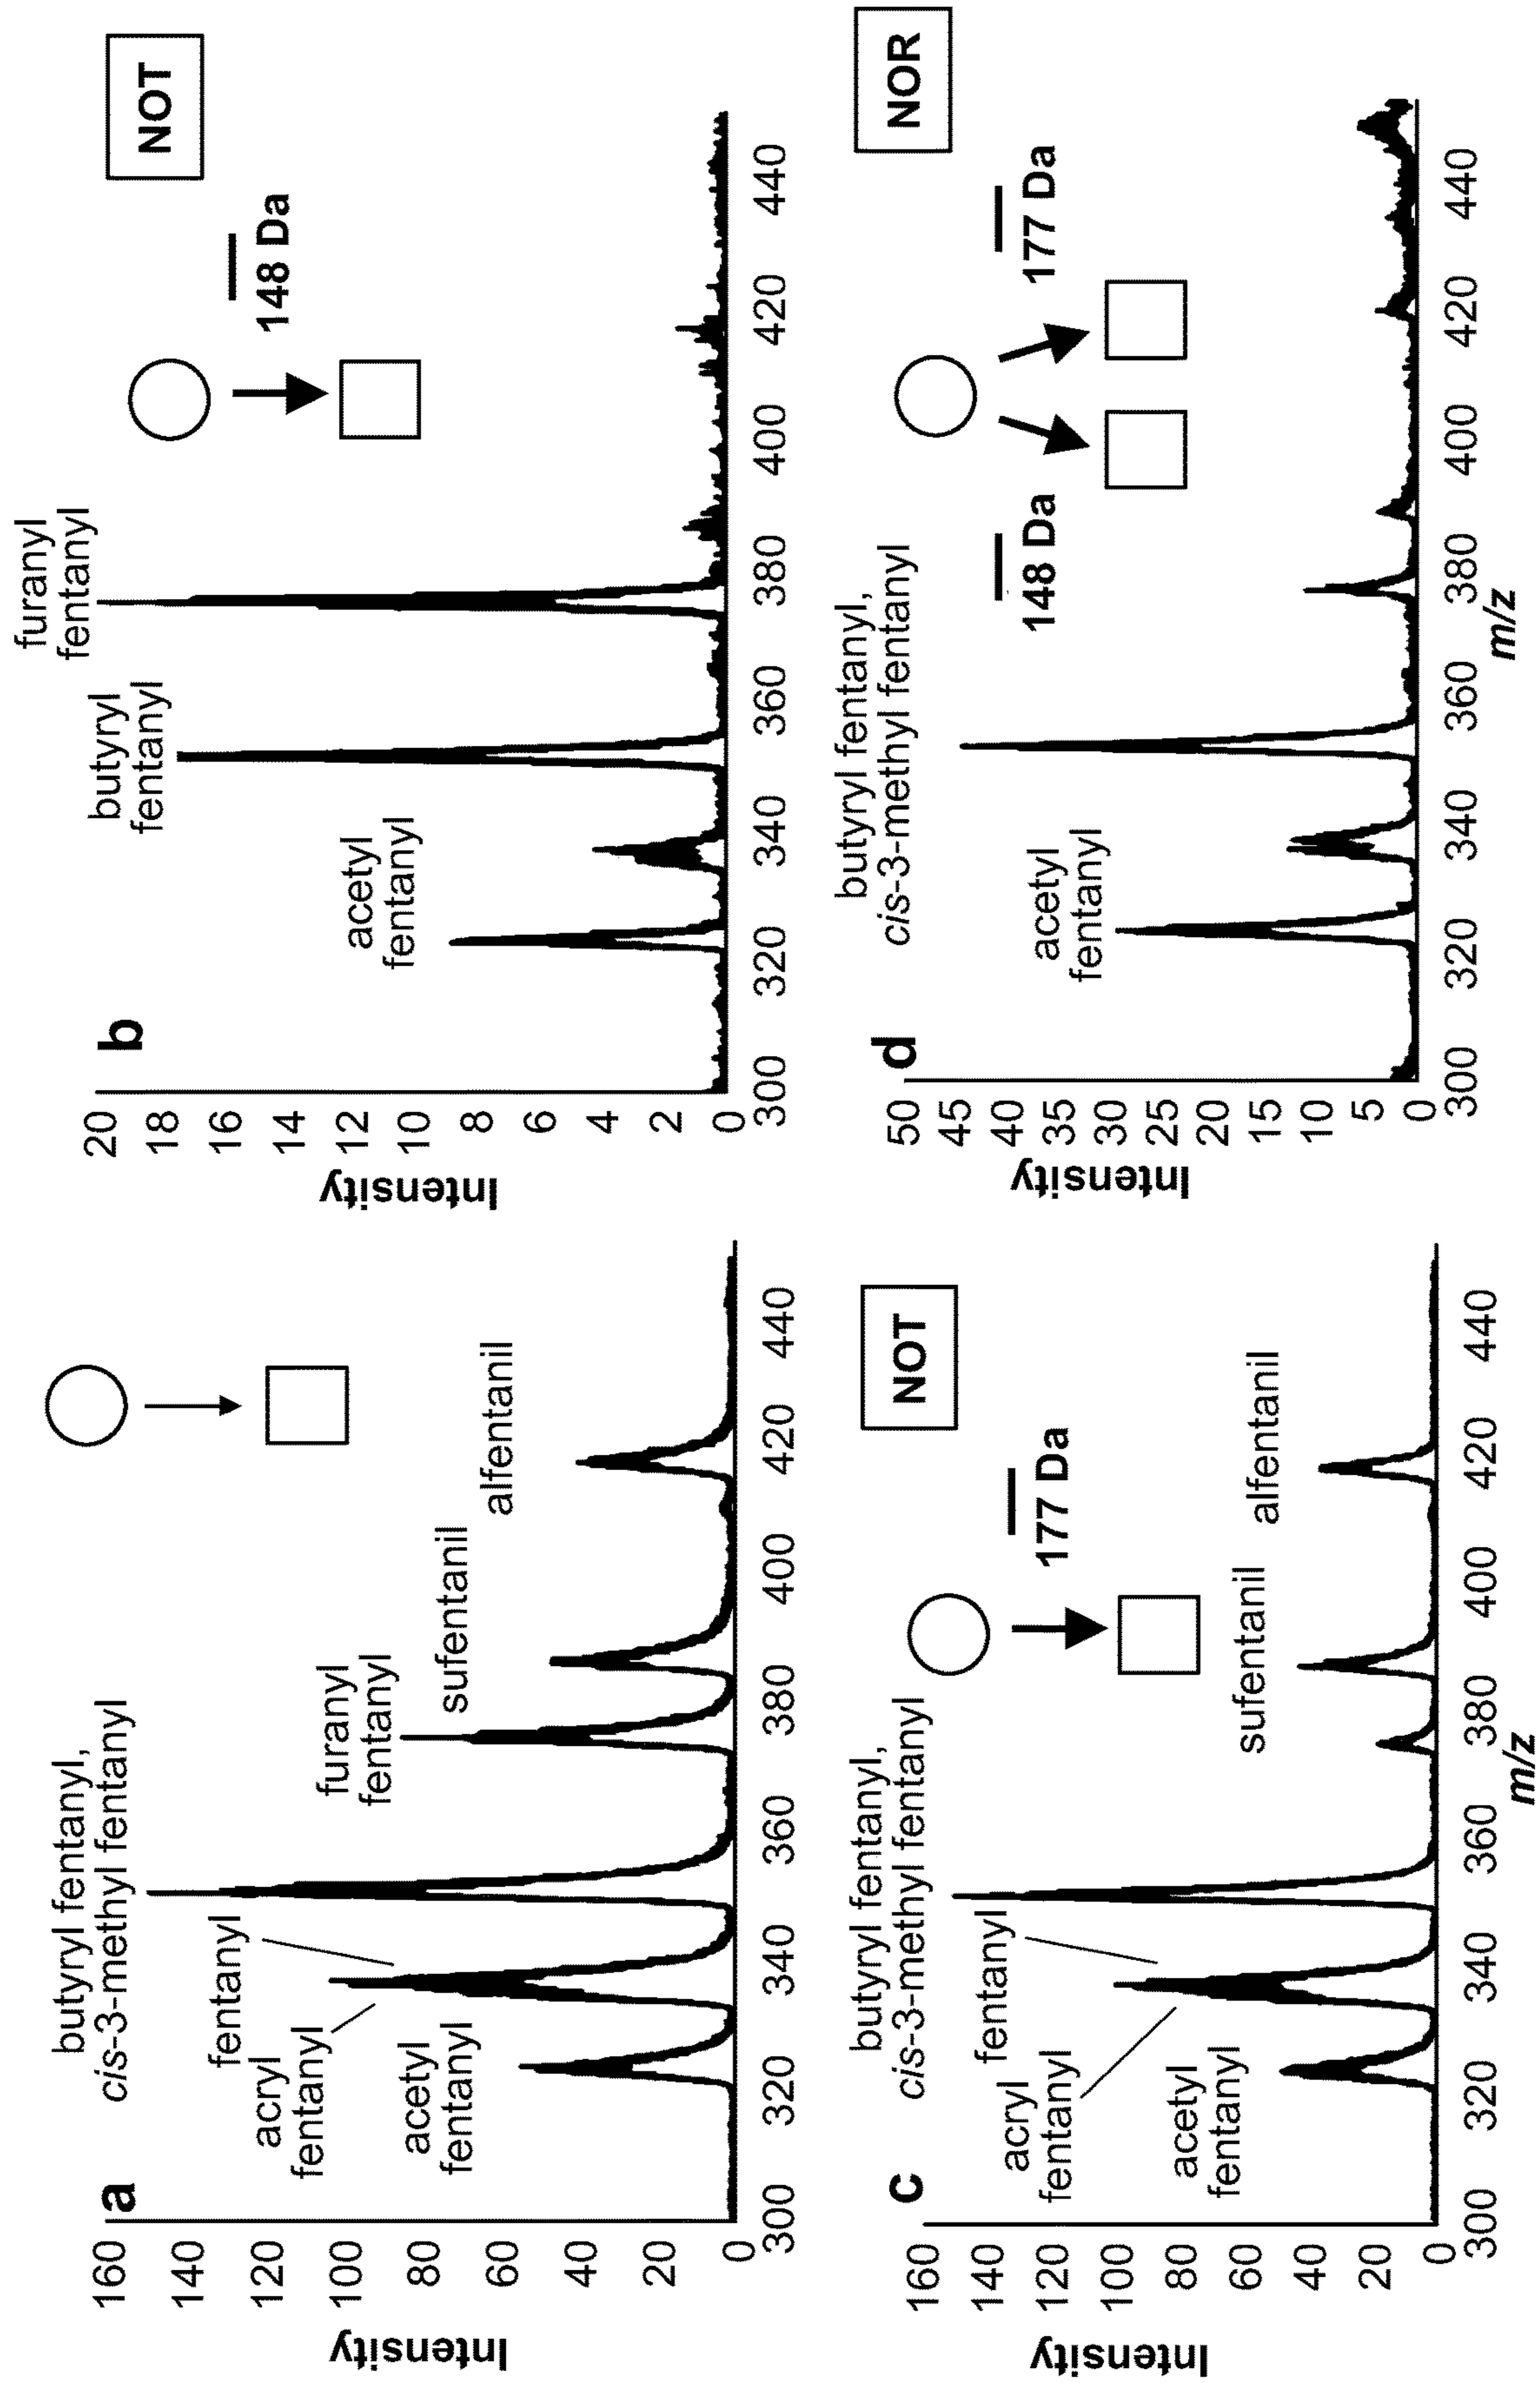 a
butyryl fentanyl,
cis-3-methyl fentanyl
fentanyl
acryl
fentanyl
acetyl
fentanyl
furanyl
fentanyl
sufentanil
alfentanil
Intensity
160
140
120
100
80
60
40
20
0
300
320
340
360
380
400
420
440
b
NOT
148 Da
furanyl
fentanyl
butyryl
fentanyl
acetyl
fentanyl
Intensity
20
18
16
14
12
10
8
6
4
2
0
300
320
340
360
380
400
420
440
c
NOT
177 Da
butyryl fentanyl,
cis-3-methyl fentanyl
fentanyl
acryl
fentanyl
acetyl
fentanyl
sufentanil
alfentanil
Intensity
160
140
120
100
80
60
40
20
0
300
320
340
360
380
400
420
440
m/z
d
NOR
148 Da
177 Da
butyryl fentanyl,
cis-3-methyl fentanyl
acetyl
fentanyl
Intensity
50
45
40
35
30
25
20
15
10
5
0
300
320
340
360
380
400
420
440
m/z